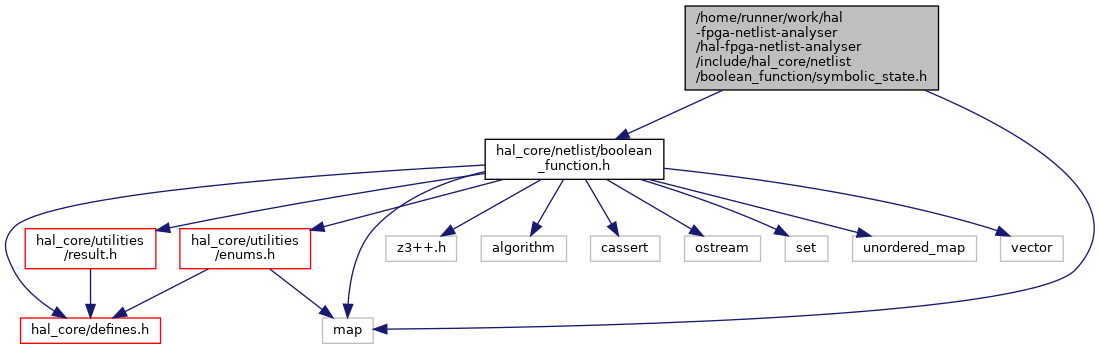 /home/runner/work/hal
-fpga-netlist-analyser
/hal-fpga-netlist-analyser
/include/hal_core/netlist
/boolean_function/symbolic_state.h
hal_core/netlist/boolean
_function.h
hal_core/utilities
/result.h
hal_core/utilities
/enums.h
z3++.h
algorithm
cassert
ostream
set
unordered_map
vector
hal_core/defines.h
map